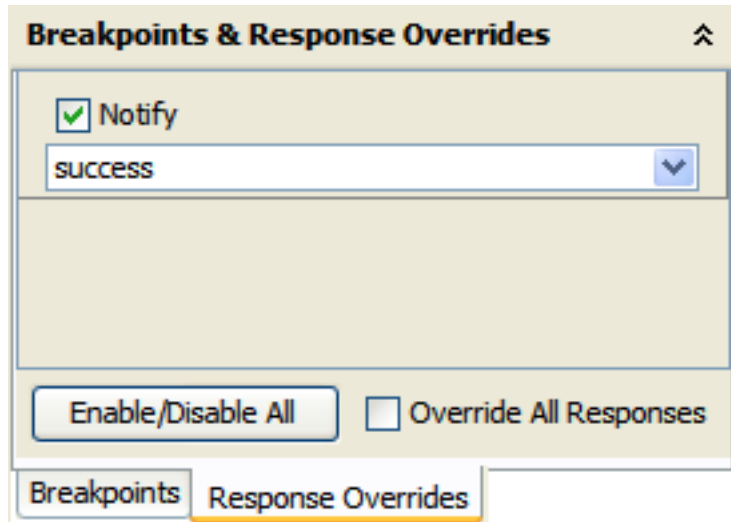 Breakpoints & Response Overrides
Notify
success
Enable/Disable All
Override All Responses
Breakpoints
Response Overrides